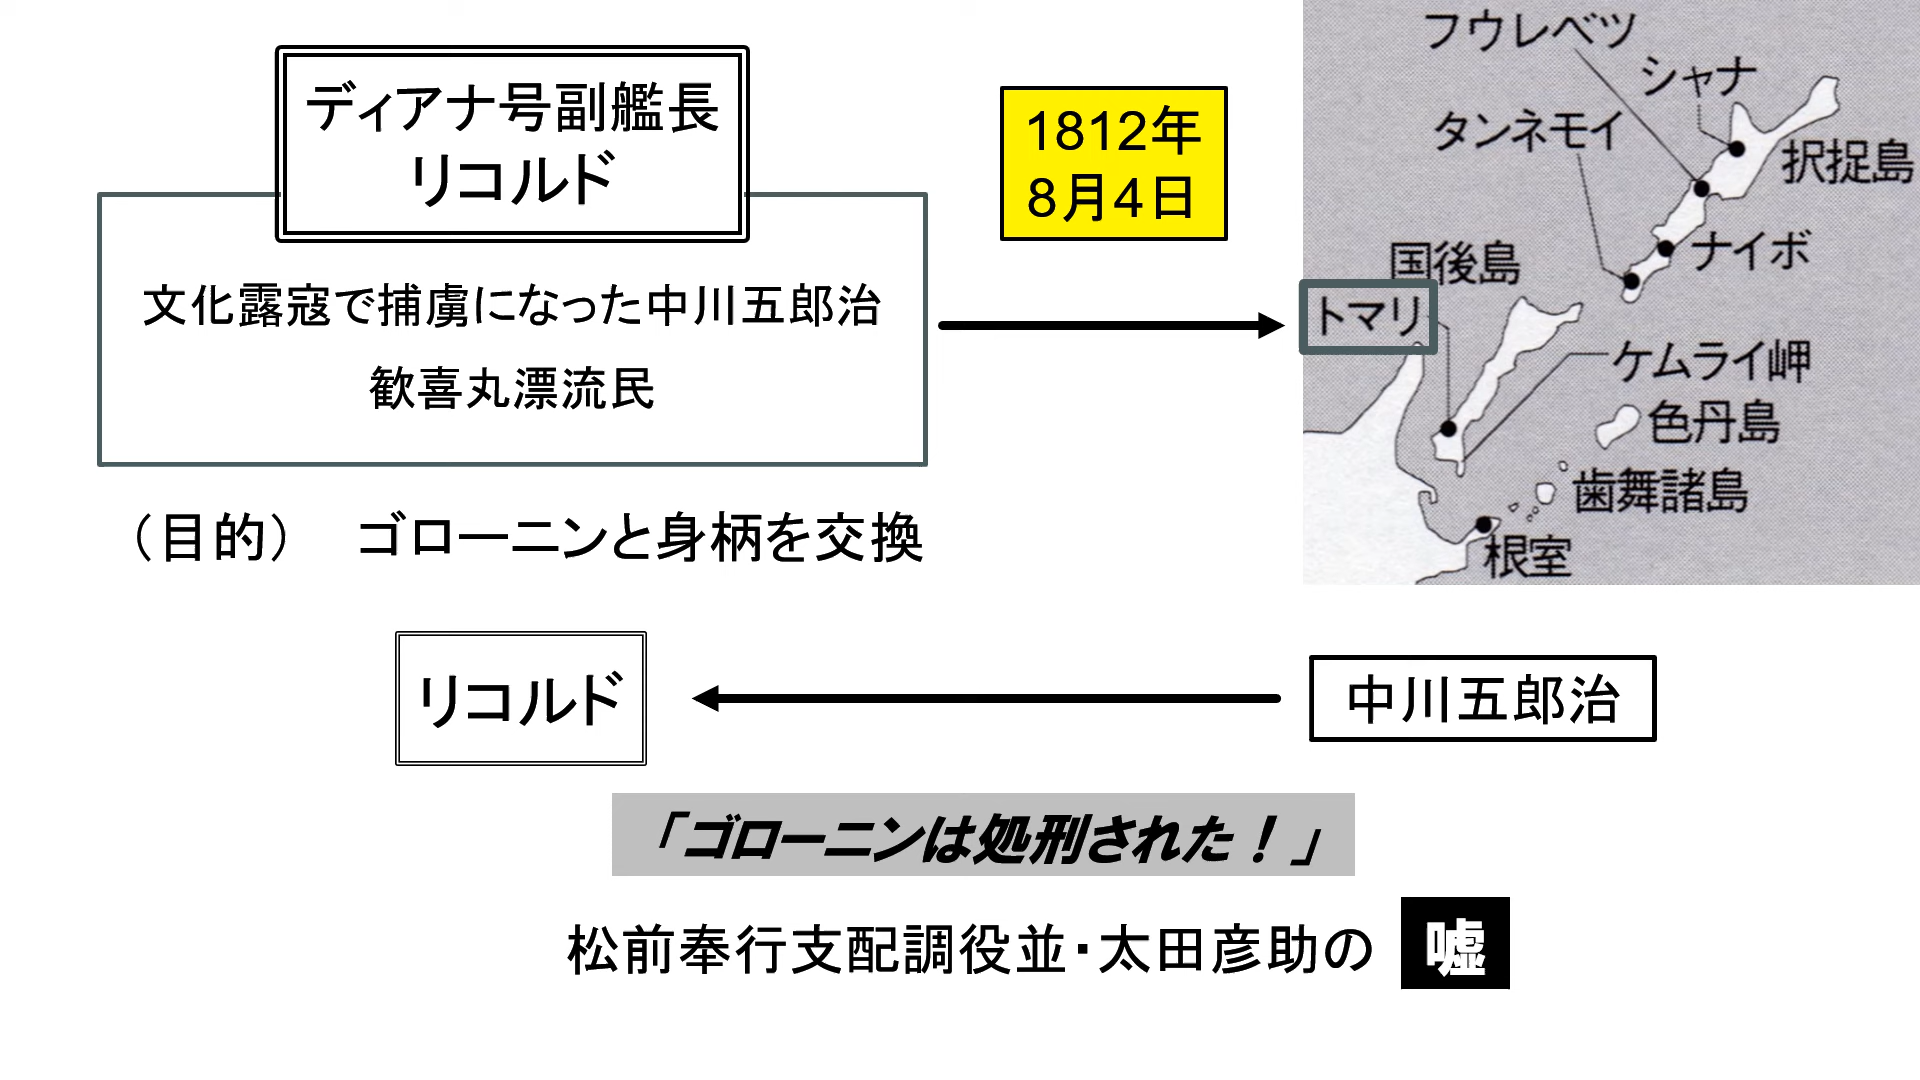 ディアナ号副艦長
リコルド
文化露寇で捕虜になった中川五郎治
歓喜丸漂流民
（目的）　ゴローニンと身柄を交換
1812年
8月4日
フウレベツ
シャナ
タンネモイ
択捉島
ナイボ
国後島
トマリ
ケムライ岬
色丹島
歯舞諸島
根室
リコルド
中川五郎治
「ゴローニンは処刑された！」
松前奉行支配調役並・太田彦助の 嘘